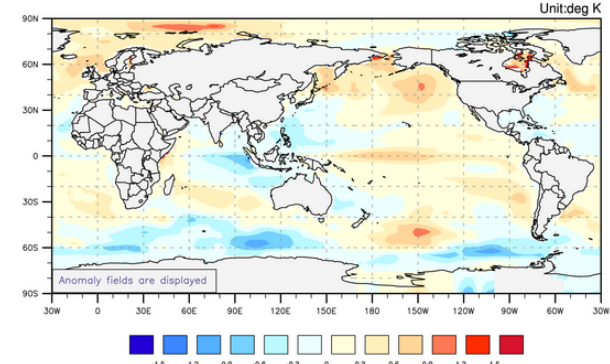 Unit:deg K
90N
60N
30N
0
30S
60S
Anomaly fields are displayed
90S
30W 0 30E 60E 90E 120E 150E 180 150W 120W 90W 60W 30W